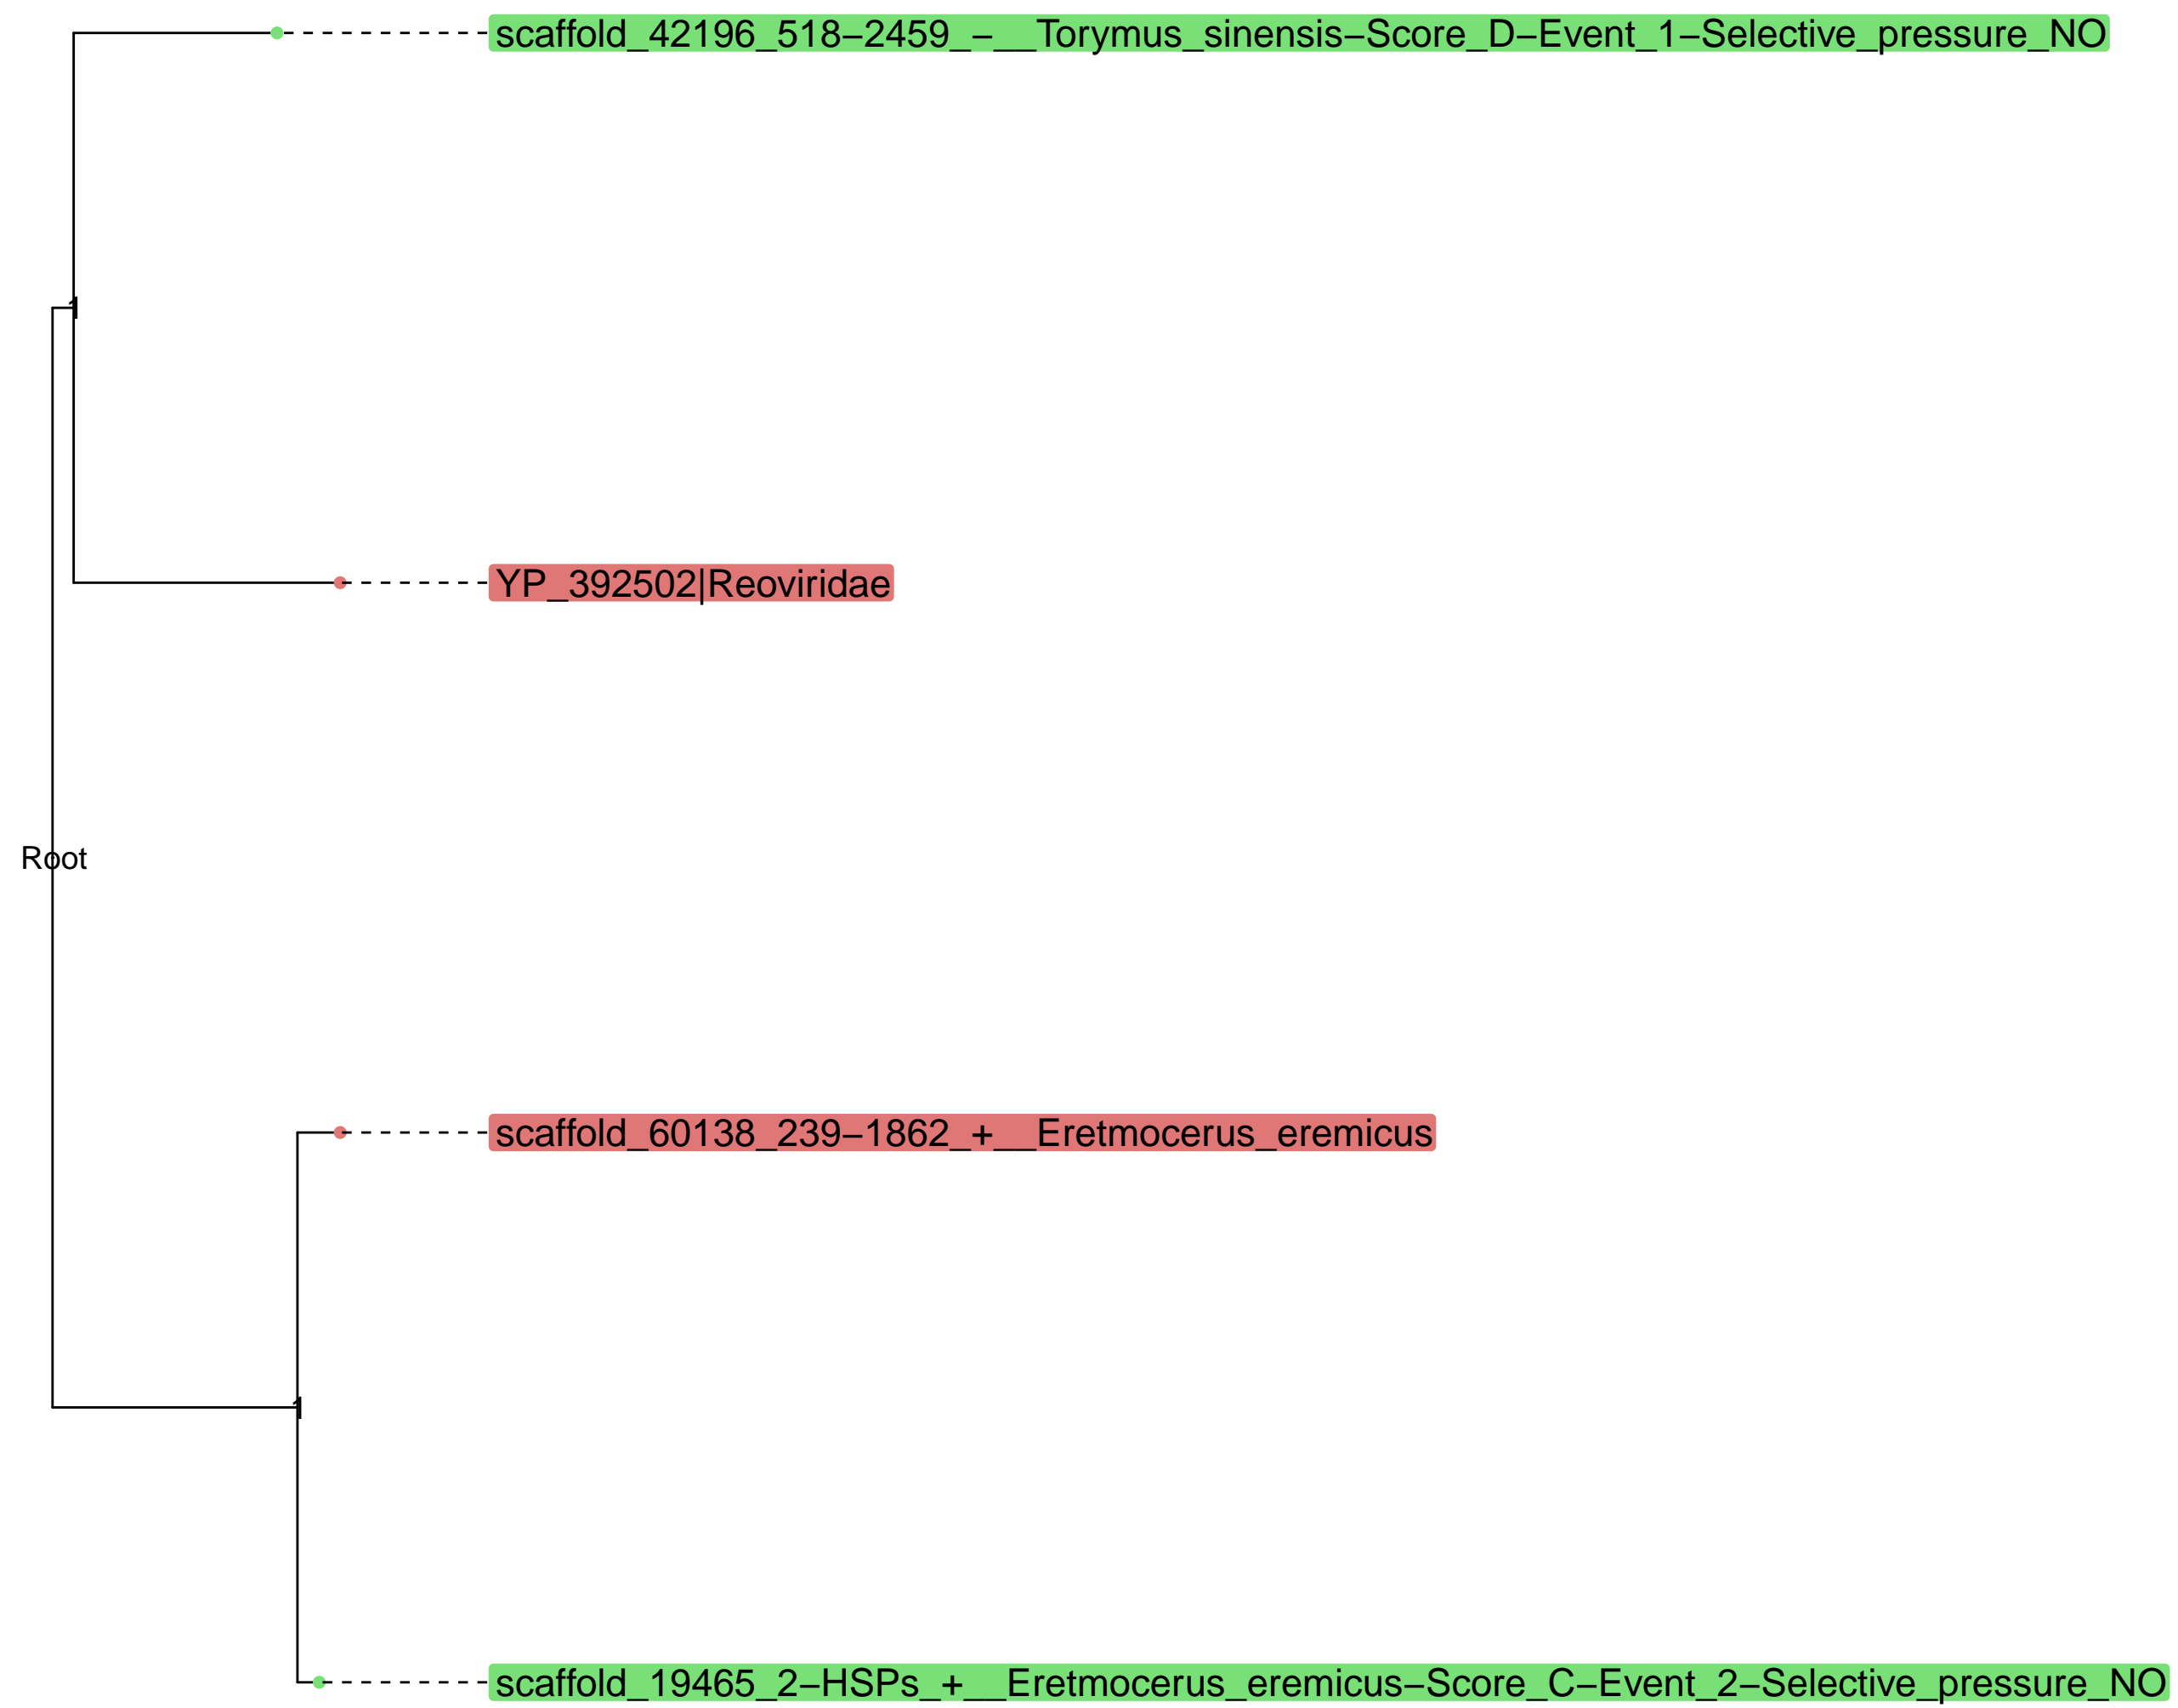 scaffold_42196_518−2459_−__Torymus_sinensis−Score_D−Event_1−Selective_pressure_NO
1
YP_392502|Reoviridae
Root
scaffold_60138_239−1862_+__Eretmocerus_eremicus
1
scaffold_19465_2−HSPs_+__Eretmocerus_eremicus−Score_C−Event_2−Selective_pressure_NO